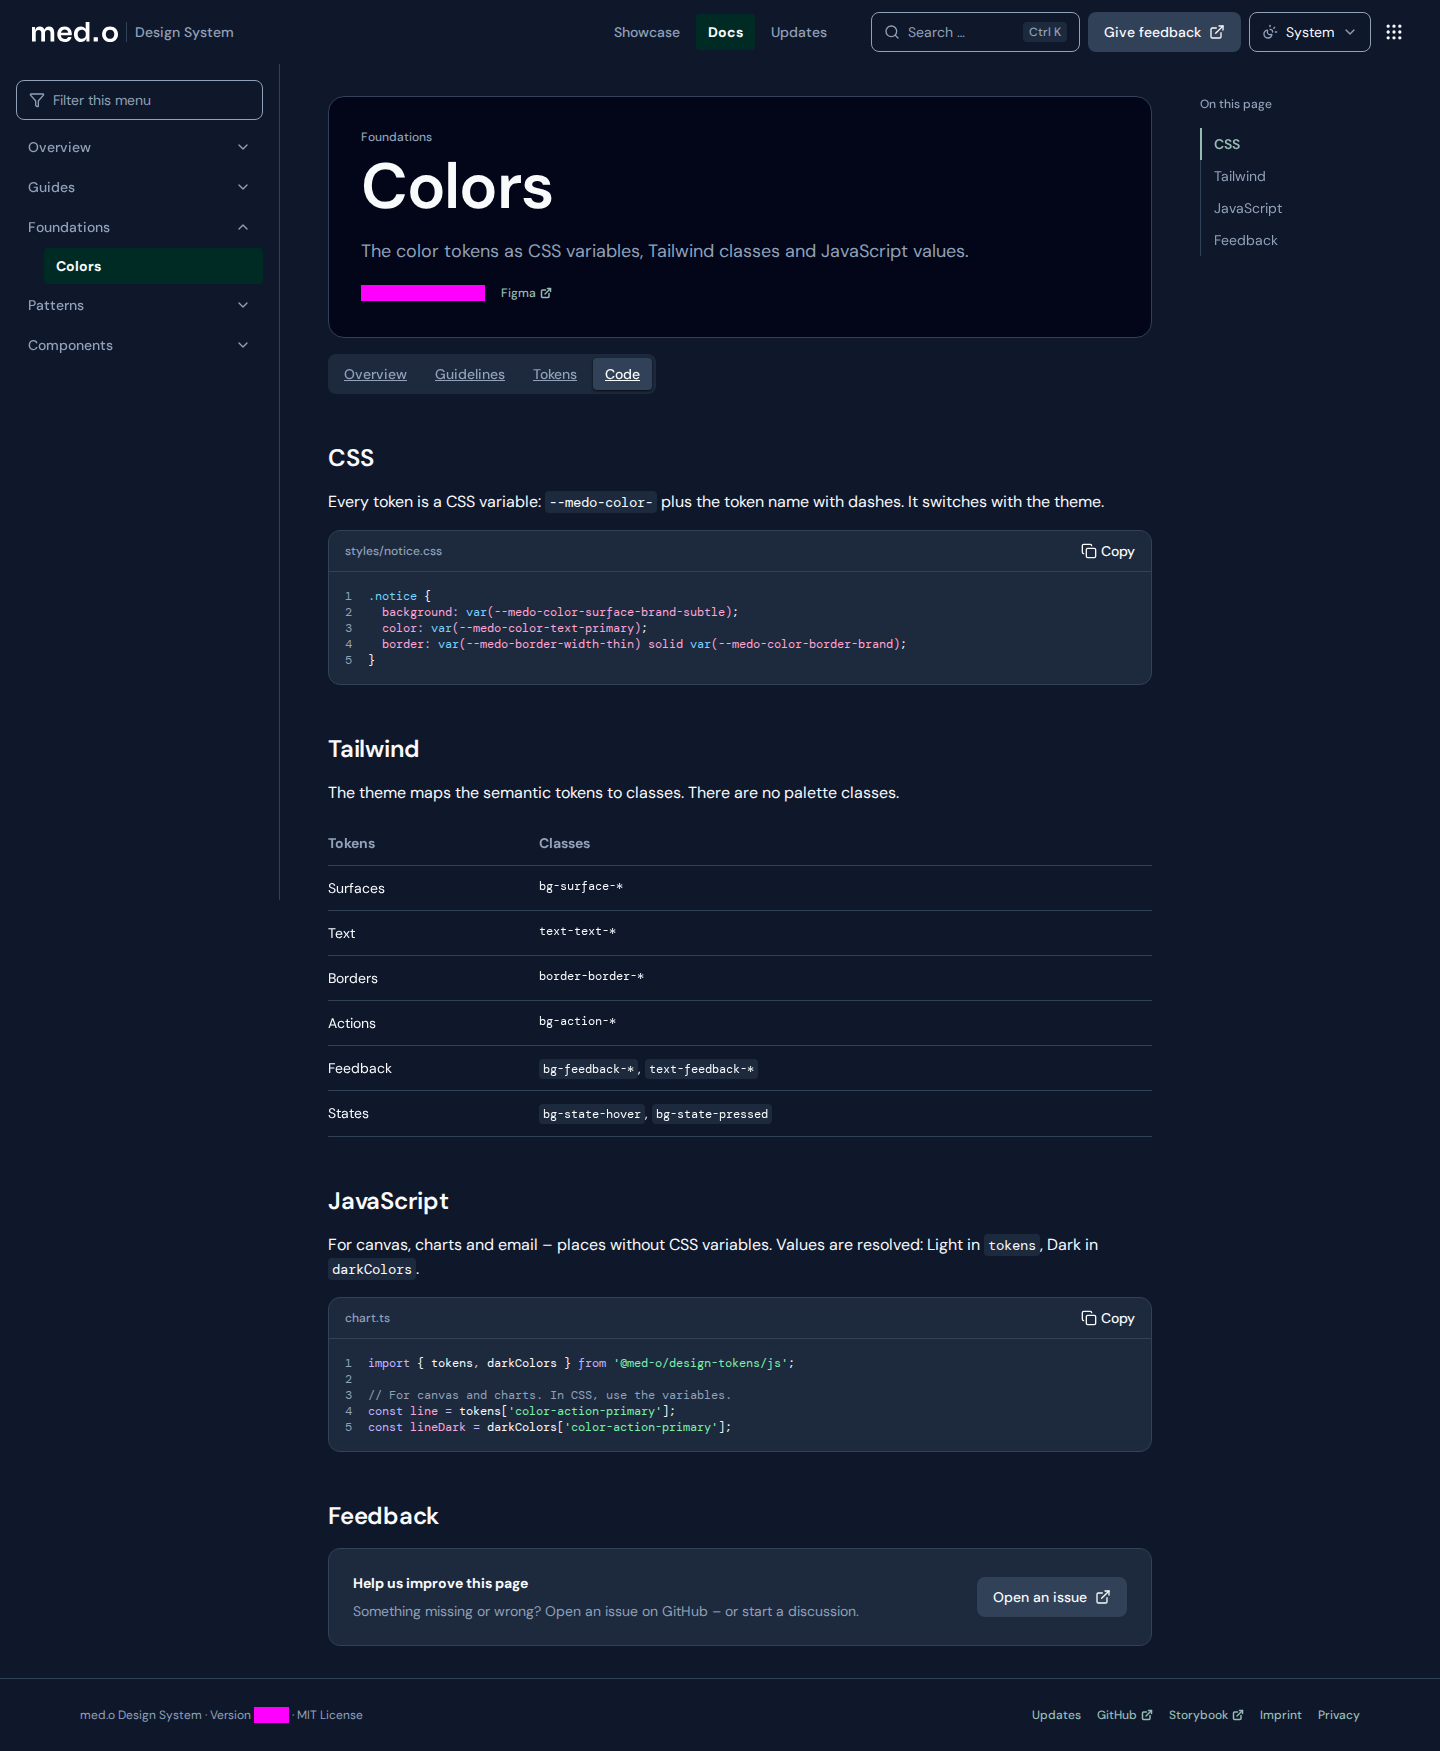 med.o Design System
Showcase Docs Updates
Search ... Ctrl K
Give feedback
System
Filter this menu
Overview
Guides
Foundations
Colors
Patterns
Components
Foundations
Colors
The color tokens as CSS variables, Tailwind classes and JavaScript values.
Figma
On this page
CSS
Tailwind
JavaScript
Feedback
Overview Guidelines Tokens Code
CSS
Every token is a CSS variable: --medo-color- plus the token name with dashes. It switches with the theme.
styles/notice.css Copy
1 .notice {
2 background: var(--medo-color-surface-brand-subtle);
3 color: var(--medo-color-text-primary);
4 border: var(--medo-border-width-thin) solid var(--medo-color-border-brand);
5 }
Tailwind
The theme maps the semantic tokens to classes. There are no palette classes.
Tokens Classes
Surfaces bg-surface-*
Text text-text-*
Borders border-border-*
Actions bg-action-*
Feedback bg-feedback-*, text-feedback-*
States bg-state-hover, bg-state-pressed
JavaScript
For canvas, charts and email – places without CSS variables. Values are resolved: Light in tokens, Dark in
darkColors.
chart.ts Copy
1 import { tokens, darkColors } from '@med-o/design-tokens/js';
2
3 // For canvas and charts. In CSS, use the variables.
4 const line = tokens['color-action-primary'];
5 const lineDark = darkColors['color-action-primary'];
Feedback
Help us improve this page
Something missing or wrong? Open an issue on GitHub – or start a discussion.
Open an issue
med.o Design System · Version · MIT License
Updates GitHub Storybook Imprint Privacy